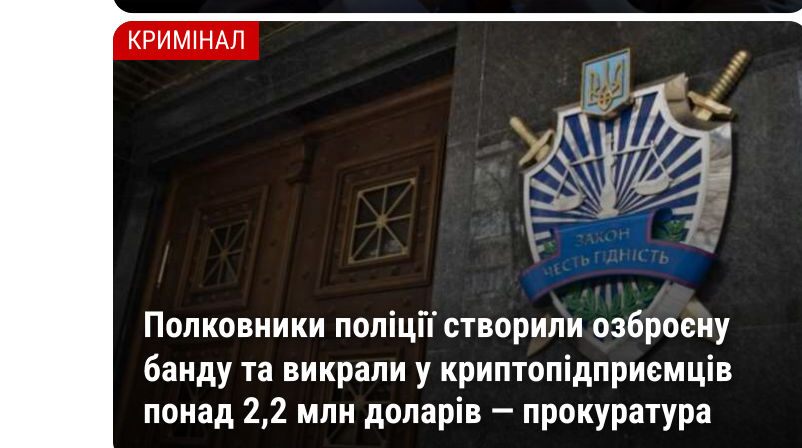 КРИМІНАЛ
ЗАКОН
ЧЕСТЬ ГІДНІСТЬ
Полковники поліції створили озброєну
банду та викрали у криптопідприємців
понад 2,2 млн доларів — прокуратура